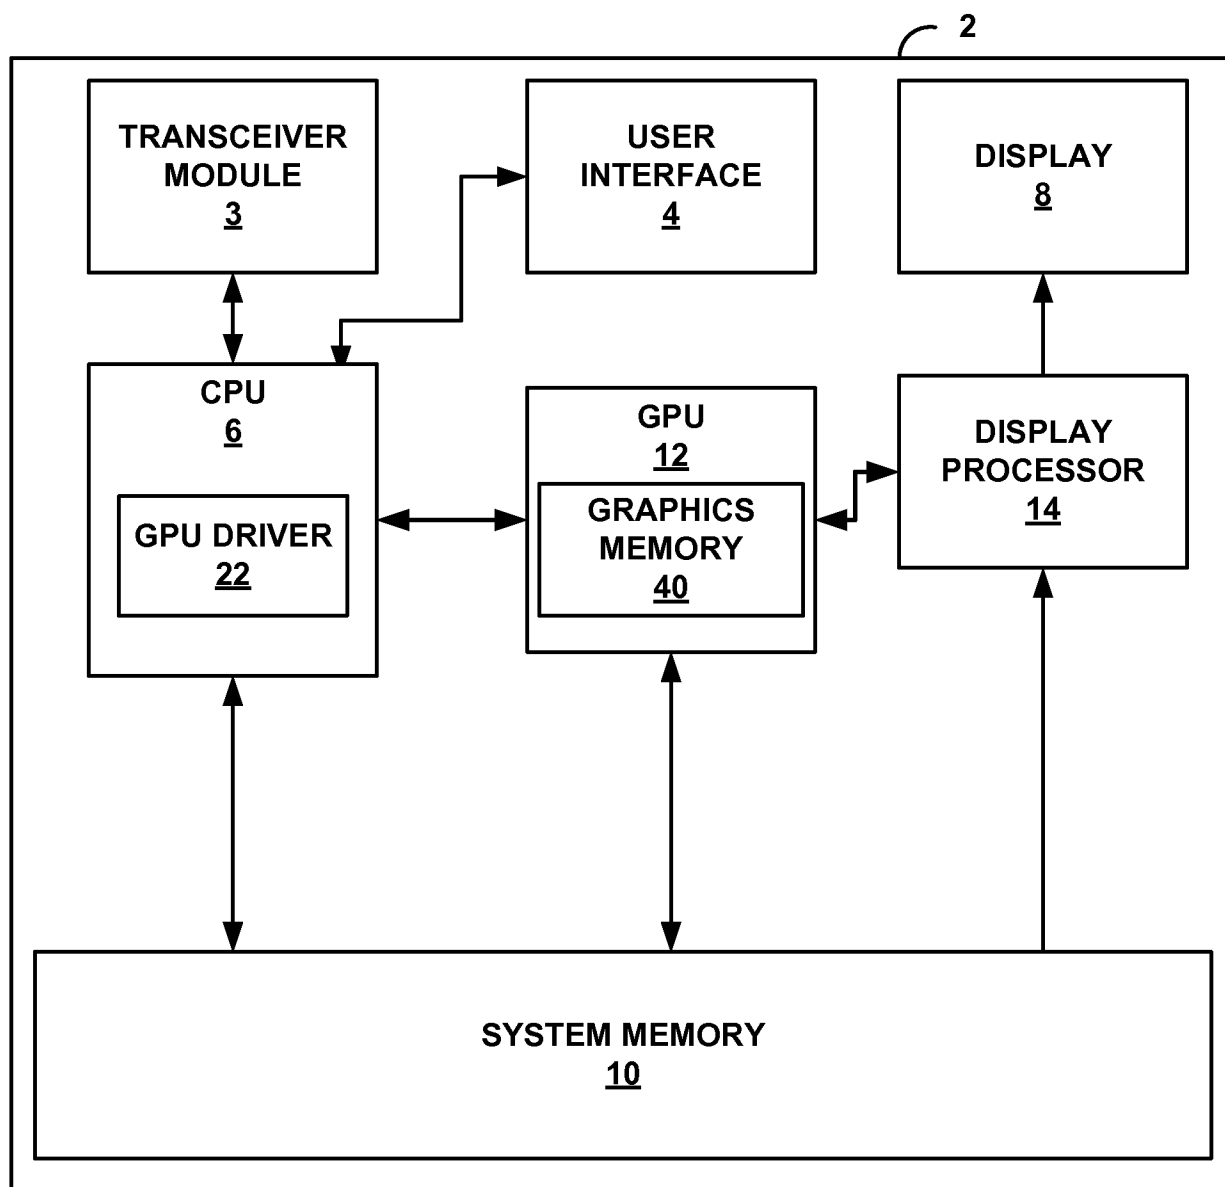 2
TRANSCEIVER
MODULE
3
USER
INTERFACE
4
DISPLAY
8
CPU
6
GPU DRIVER
22
GPU
12
GRAPHICS
MEMORY
40
DISPLAY
PROCESSOR
14
SYSTEM MEMORY
10